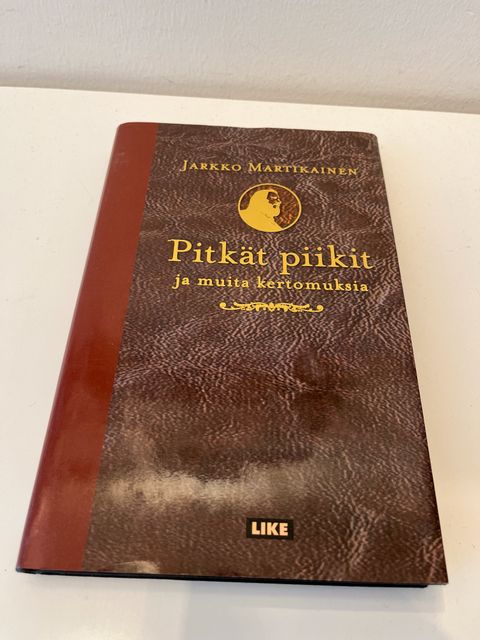 JARKKO MARTIKAINEN
Pitkät piikit
ja muita kertomuksia
LIKE